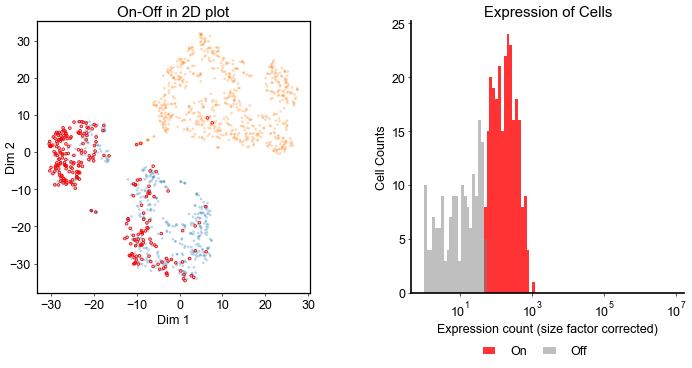 On-Off in 2D plot
30
20
10
0
−10
−20
−30
Dim 2
−30 −20 −10 0 10 20 30
Dim 1
Expression of Cells
25
20
15
10
5
0
Cell Counts
10^1 10^3 10^5 10^7
Expression count (size factor corrected)
On Off